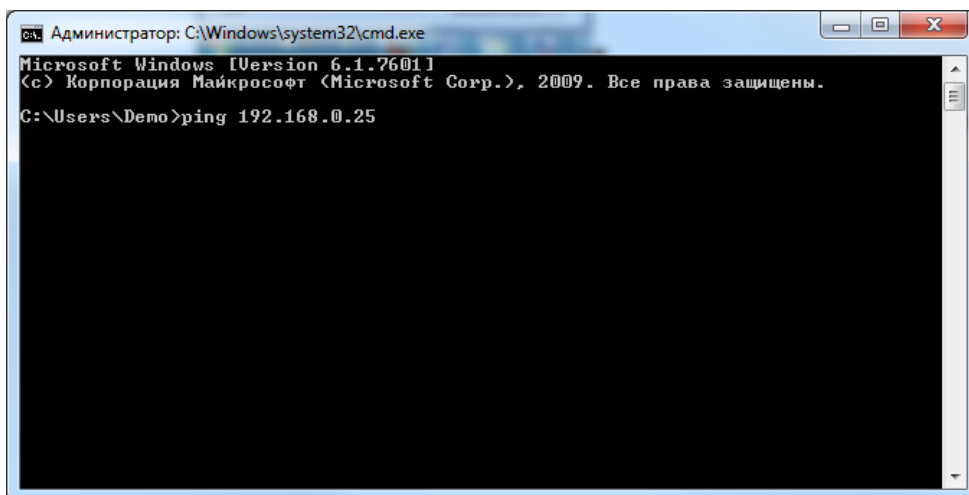 Администратор: C:\Windows\system32\cmd.exe
Microsoft Windows [Version 6.1.7601]
(c) Корпорация Майкрософт (Microsoft Corp.), 2009. Все права защищены.
C:\Users\Demo>ping 192.168.0.25